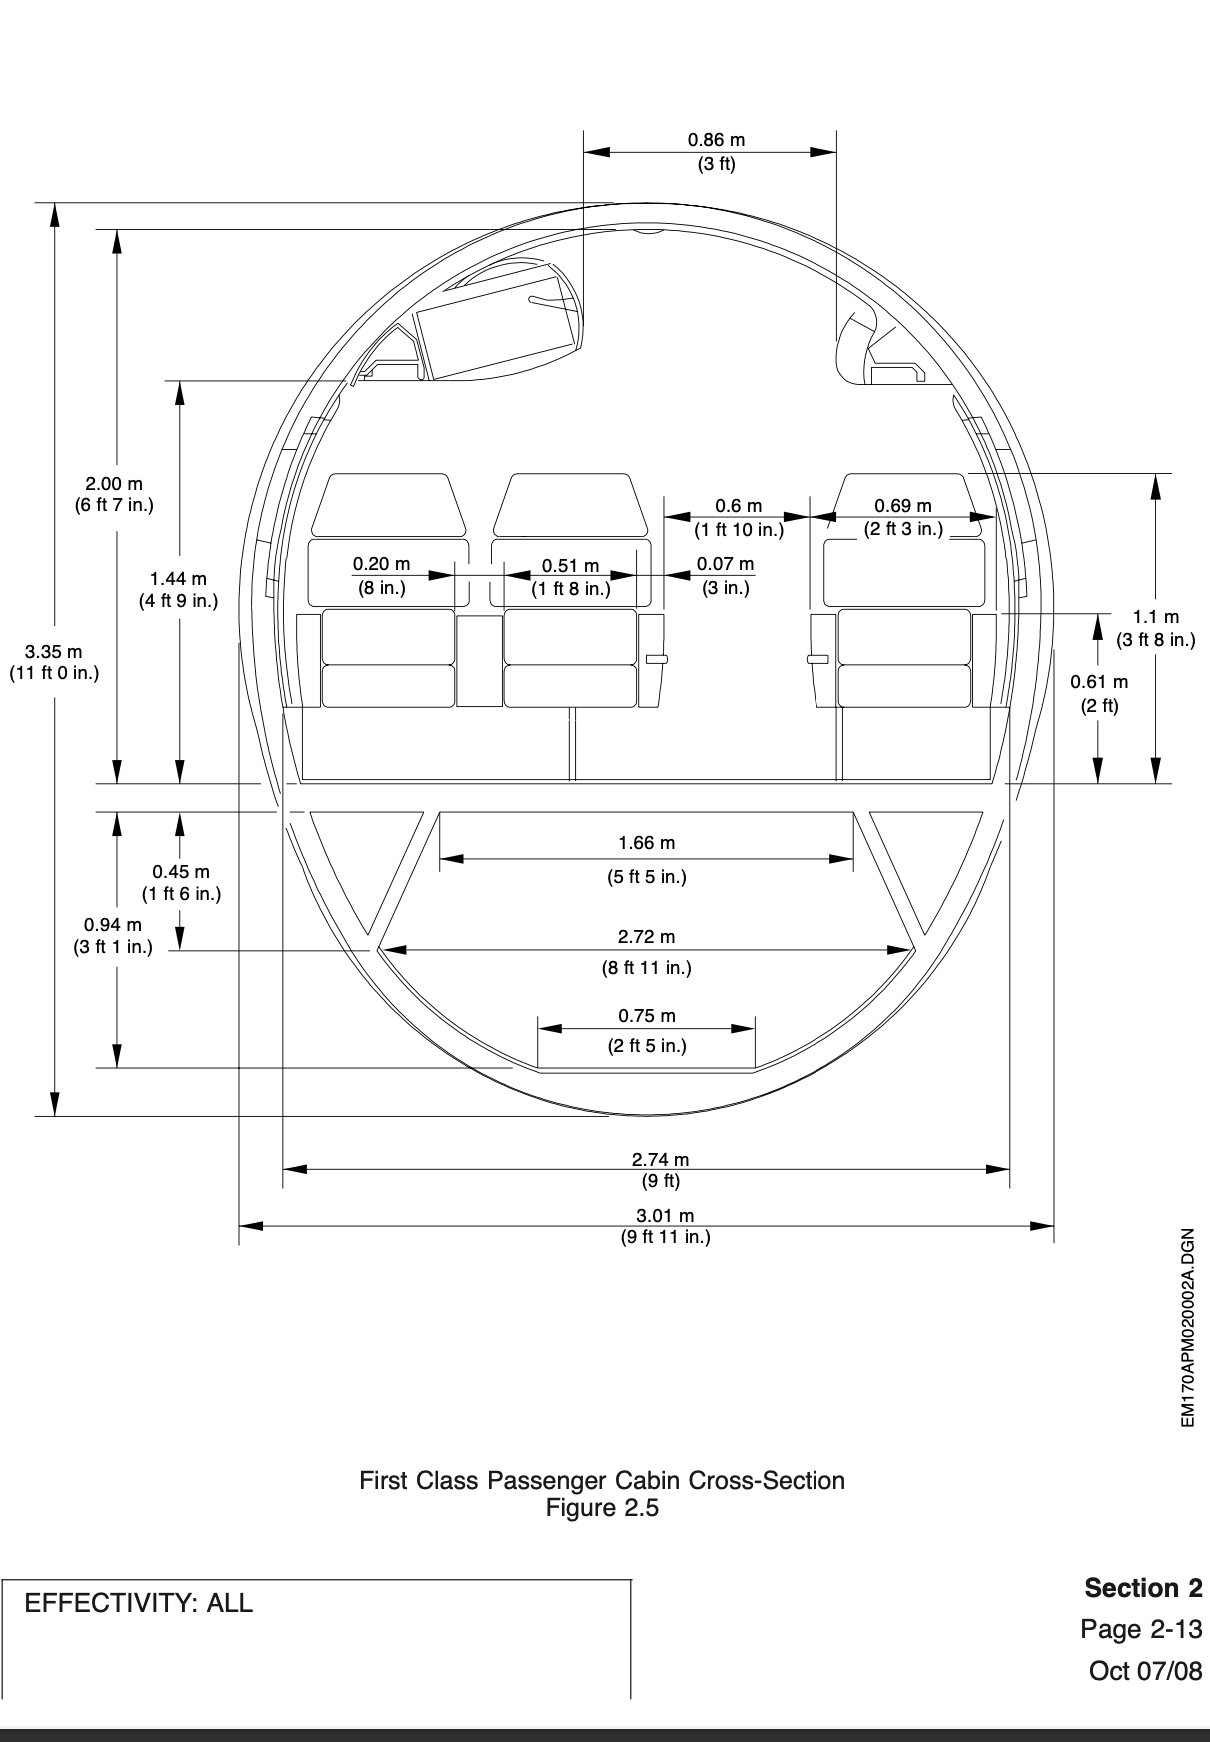 0.86 m
(3 ft)
2.00 m
(6 ft 7 in.)
0.6 m
(1 ft 10 in.)
0.69 m
(2 ft 3 in.)
0.20 m
(8 in.)
0.51 m
(1 ft 8 in.)
0.07 m
(3 in.)
1.44 m
(4 ft 9 in.)
1.1 m
(3 ft 8 in.)
3.35 m
(11 ft 0 in.)
0.61 m
(2 ft)
1.66 m
(5 ft 5 in.)
0.45 m
(1 ft 6 in.)
0.94 m
(3 ft 1 in.)
2.72 m
(8 ft 11 in.)
0.75 m
(2 ft 5 in.)
2.74 m
(9 ft)
3.01 m
(9 ft 11 in.)
EM170APM020002A.DGN
First Class Passenger Cabin Cross-Section
Figure 2.5
EFFECTIVITY: ALL
Section 2
Page 2-13
Oct 07/08